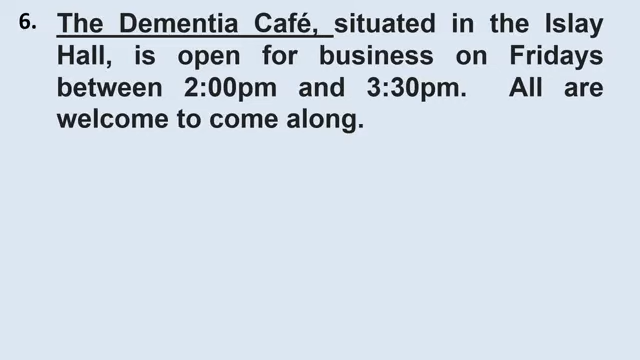 6. The Dementia Café, situated in the Islay
Hall, is open for business on Fridays
between 2:00pm and 3:30pm. All are
welcome to come along.